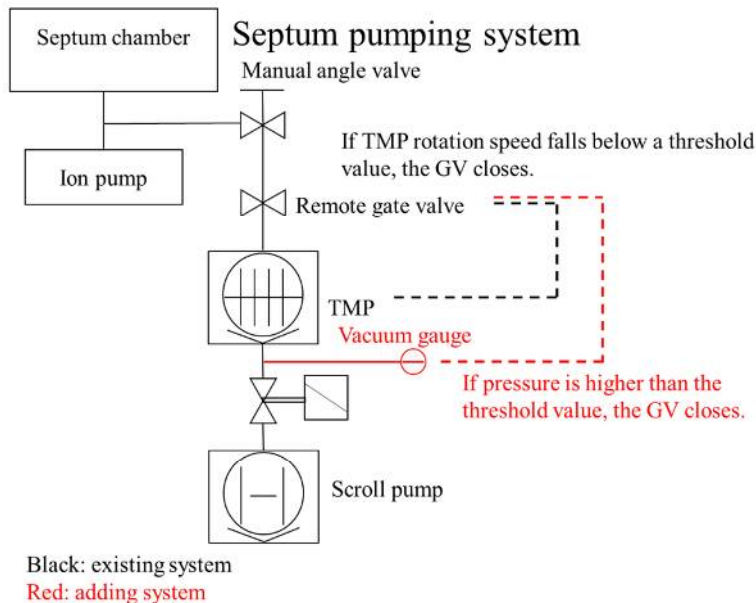 Septum chamber
Septum pumping system
Manual angle valve
Ion pump
If TMP rotation speed falls below a threshold
value, the GV closes.
Remote gate valve
TMP
Vacuum gauge
If pressure is higher than the
threshold value, the GV closes.
Scroll pump
Black: existing system
Red: adding system